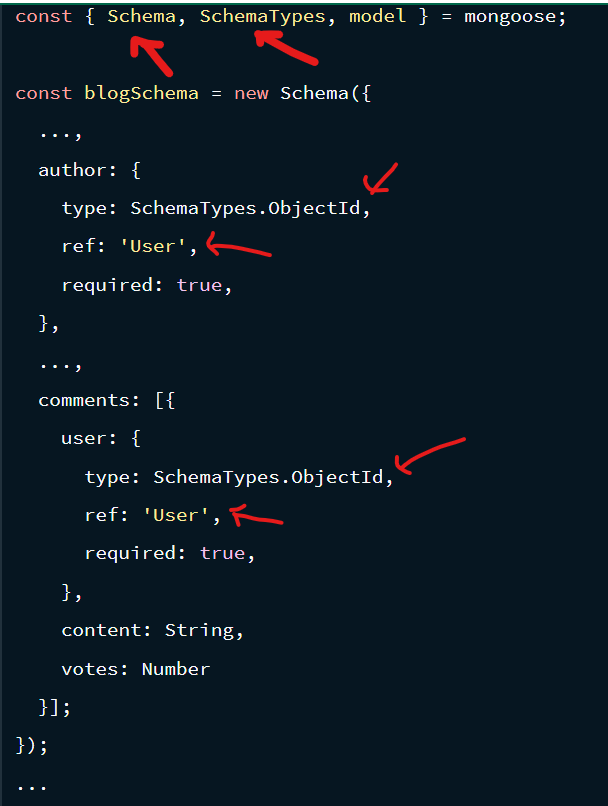 const { Schema, SchemaTypes, model } = mongoose;
const blogSchema = new Schema({
...,
author: {
type: SchemaTypes.ObjectId,
ref: 'User',
required: true,
},
...,
comments: [{
user: {
type: SchemaTypes.ObjectId,
ref: 'User',
required: true,
},
content: String,
votes: Number
}];
});
...